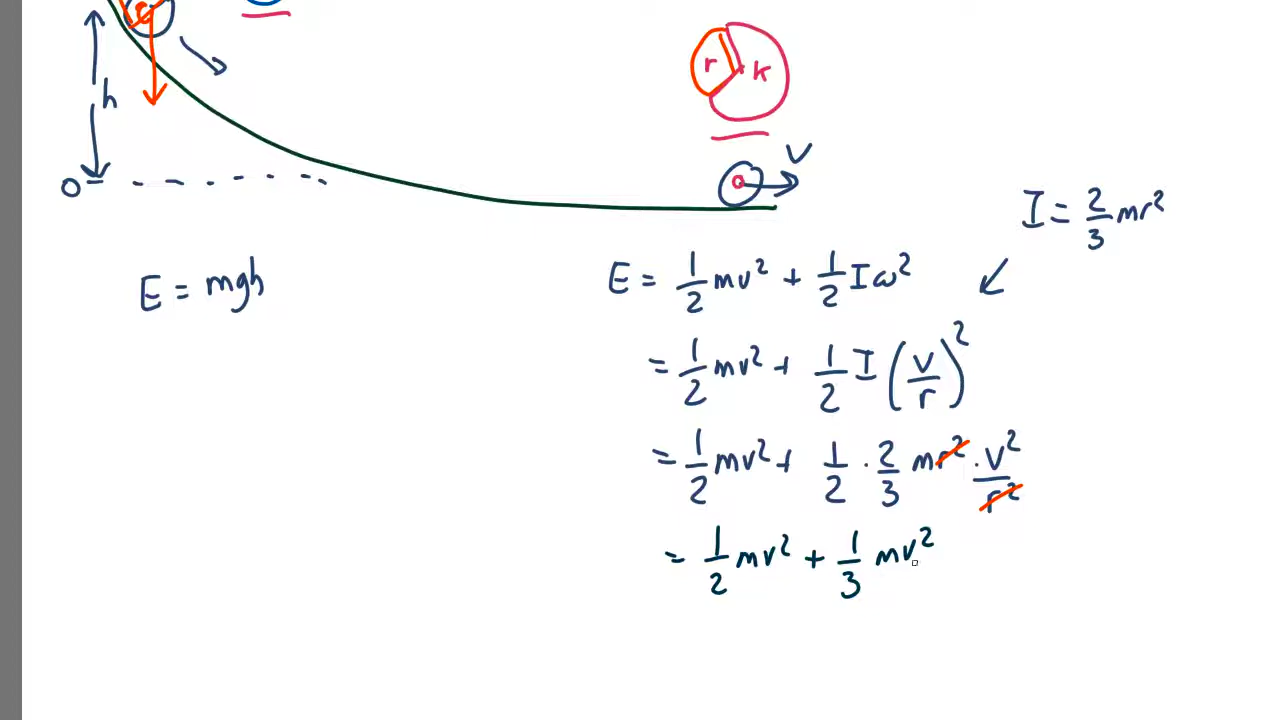 r k
h
v
0
I = 2/3 mr²
E = mgh
E = 1/2 mv² + 1/2 Iω²
= 1/2 mv² + 1/2 I (v/r)²
= 1/2 mv² + 1/2 · 2/3 mr² · v²/r²
= 1/2 mv² + 1/3 mv²